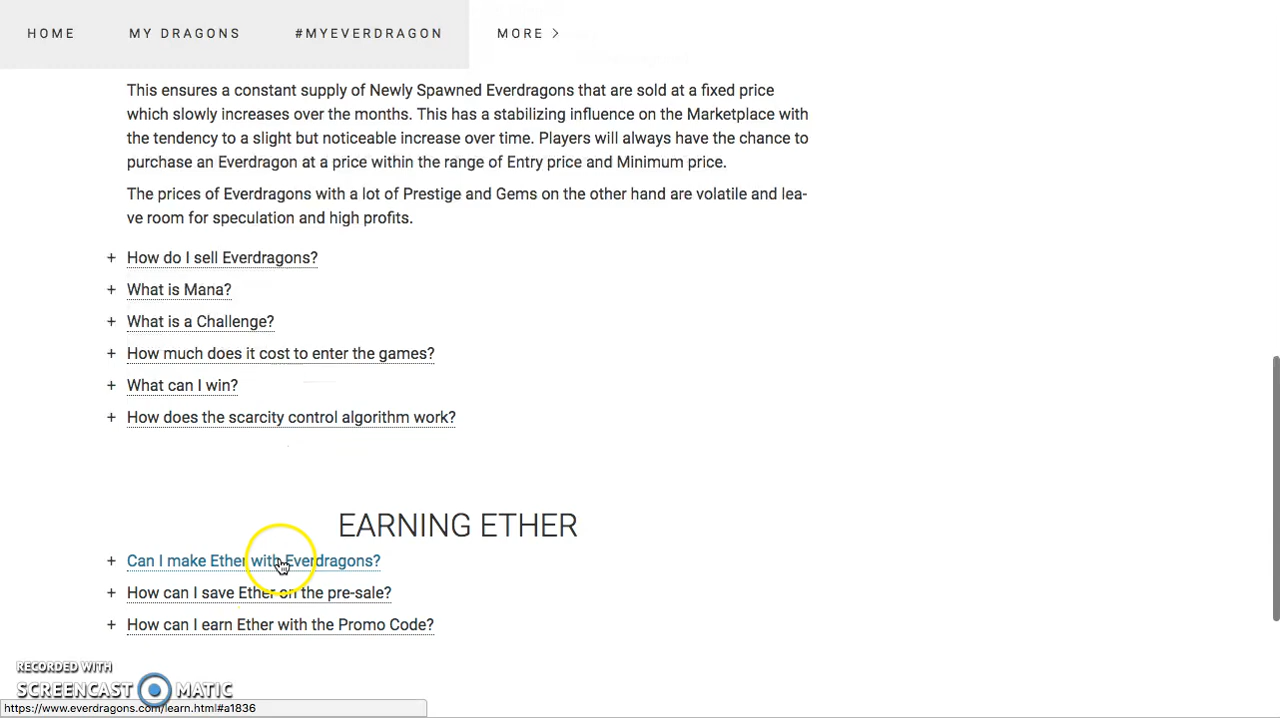 HOME MY DRAGONS #MYEVERDRAGON MORE >
This ensures a constant supply of Newly Spawned Everdragons that are sold at a fixed price
which slowly increases over the months. This has a stabilizing influence on the Marketplace with
the tendency to a slight but noticeable increase over time. Players will always have the chance to
purchase an Everdragon at a price within the range of Entry price and Minimum price.
The prices of Everdragons with a lot of Prestige and Gems on the other hand are volatile and lea-
ve room for speculation and high profits.
+ How do I sell Everdragons?
+ What is Mana?
+ What is a Challenge?
+ How much does it cost to enter the games?
+ What can I win?
+ How does the scarcity control algorithm work?
EARNING ETHER
+ Can I make Ether with Everdragons?
+ How can I save Ether on the pre-sale?
+ How can I earn Ether with the Promo Code?
RECORDED WITH
SCREENCAST MATIC
https://www.everdragons.com/learn.html#a1836